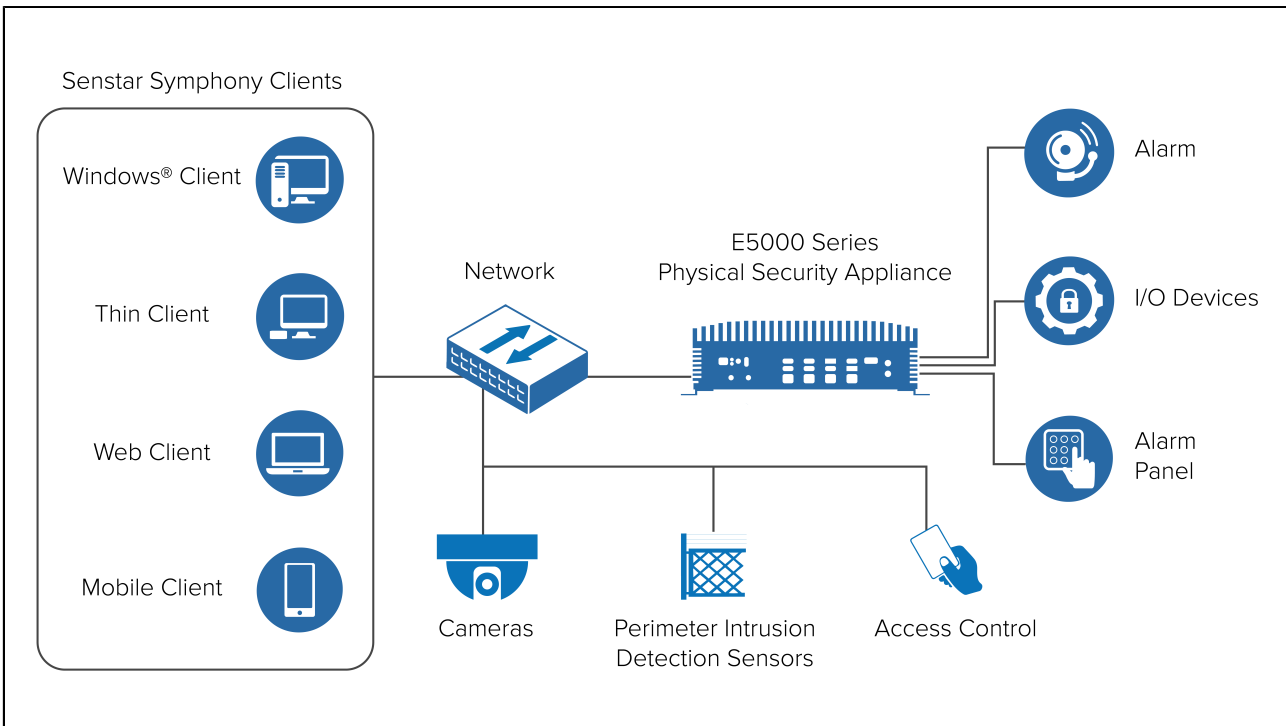 Senstar Symphony Clients
Windows® Client
Thin Client
Web Client
Mobile Client
Network
E5000 Series
Physical Security Appliance
Alarm
I/O Devices
Alarm
Panel
Cameras
Perimeter Intrusion
Detection Sensors
Access Control